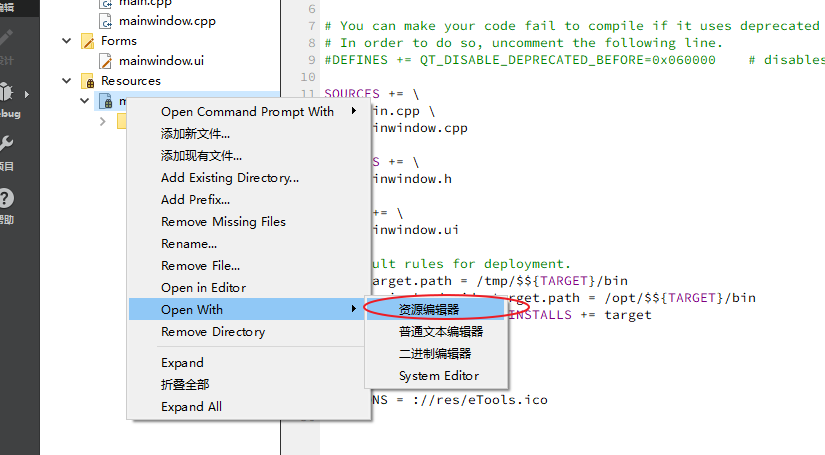 编辑
设计
Debug
项目
帮助
main.cpp
mainwindow.cpp
Forms
mainwindow.ui
Resources
m
Open Command Prompt With
添加新文件...
添加现有文件...
Add Existing Directory...
Add Prefix...
Remove Missing Files
Rename...
Remove File...
Open in Editor
Open With
Remove Directory
Expand
折叠全部
Expand All
资源编辑器
普通文本编辑器
二进制编辑器
System Editor
6
7 # You can make your code fail to compile if it uses deprecated
8 # In order to do so, uncomment the following line.
9 #DEFINES += QT_DISABLE_DEPRECATED_BEFORE=0x060000 # disables
10
11 SOURCES += \
in.cpp \
inwindow.cpp
S += \
inwindow.h
+= \
inwindow.ui
ult rules for deployment.
arget.path = /tmp/$${TARGET}/bin
target.path = /opt/$${TARGET}/bin
INSTALLS += target
NS = ://res/eTools.ico